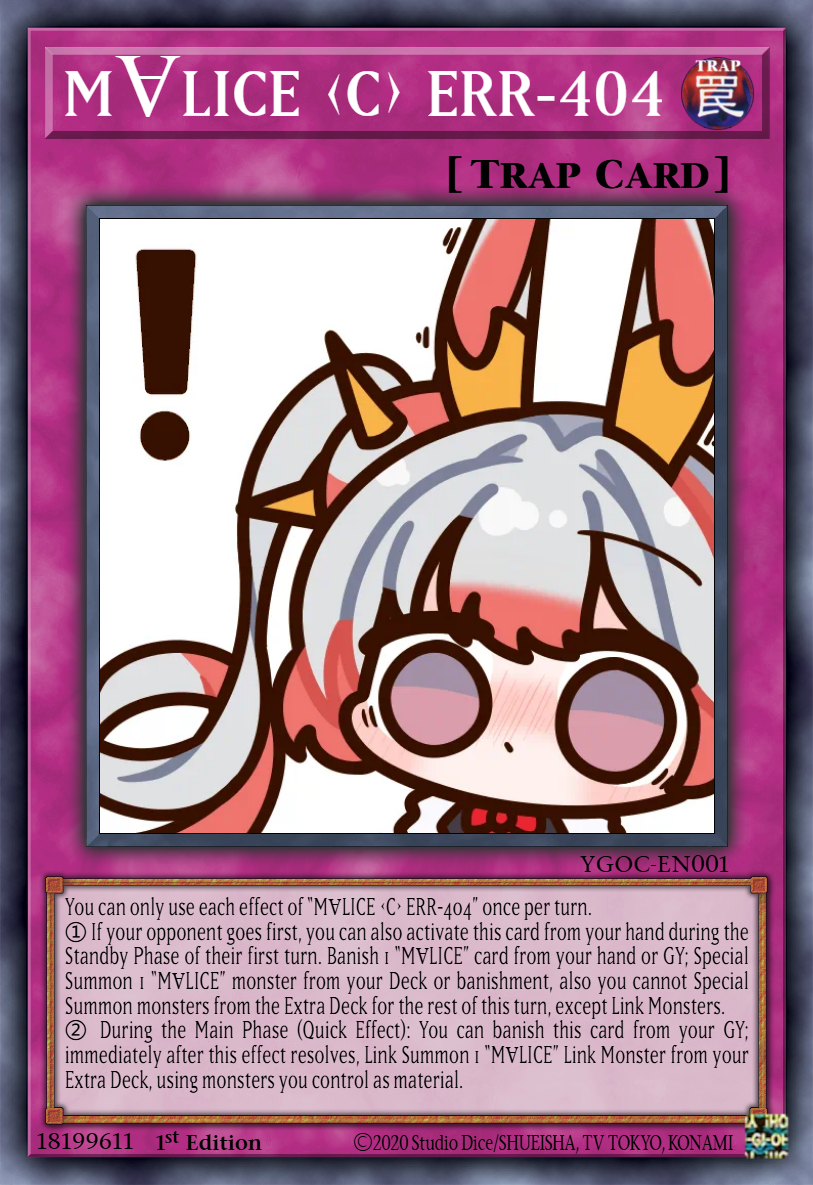 M∀LICE <C> ERR-404
TRAP
罠
[TRAP CARD]
!
YGOC-EN001
You can only use each effect of "M∀LICE <C> ERR-404" once per turn.
① If your opponent goes first, you can also activate this card from your hand during the
Standby Phase of their first turn. Banish 1 "M∀LICE" card from your hand or GY; Special
Summon 1 "M∀LICE" monster from your Deck or banishment, also you cannot Special
Summon monsters from the Extra Deck for the rest of this turn, except Link Monsters.
② During the Main Phase (Quick Effect): You can banish this card from your GY;
immediately after this effect resolves, Link Summon 1 "M∀LICE" Link Monster from your
Extra Deck, using monsters you control as material.
18199611 1st Edition ©2020 Studio Dice/SHUEISHA, TV TOKYO, KONAMI